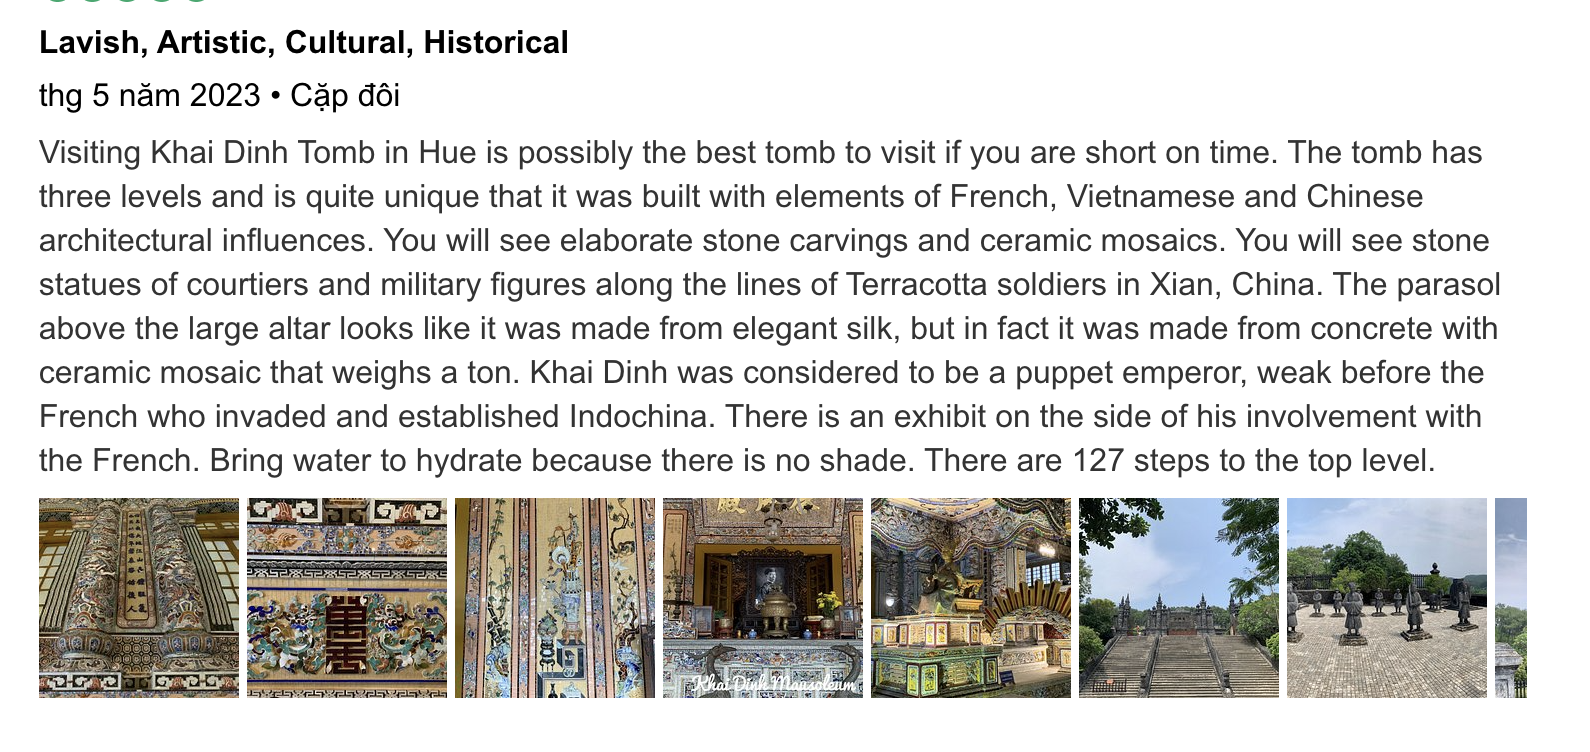 Lavish, Artistic, Cultural, Historical
thg 5 năm 2023 • Cặp đôi
Visiting Khai Dinh Tomb in Hue is possibly the best tomb to visit if you are short on time. The tomb has
three levels and is quite unique that it was built with elements of French, Vietnamese and Chinese
architectural influences. You will see elaborate stone carvings and ceramic mosaics. You will see stone
statues of courtiers and military figures along the lines of Terracotta soldiers in Xian, China. The parasol
above the large altar looks like it was made from elegant silk, but in fact it was made from concrete with
ceramic mosaic that weighs a ton. Khai Dinh was considered to be a puppet emperor, weak before the
French who invaded and established Indochina. There is an exhibit on the side of his involvement with
the French. Bring water to hydrate because there is no shade. There are 127 steps to the top level.
Khai Dinh Mausoleum